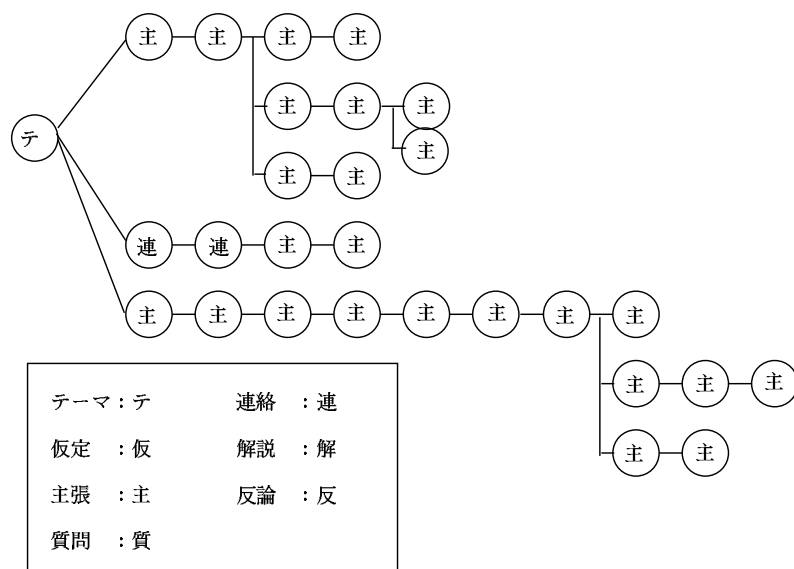 主 主 主 主
主 主 主
テ
主
主 主
連 連 主 主
主 主 主 主 主 主 主 主
主 主 主
主 主
テーマ：テ 連絡 ：連
仮定 ：仮 解説 ：解
主張 ：主 反論 ：反
質問 ：質